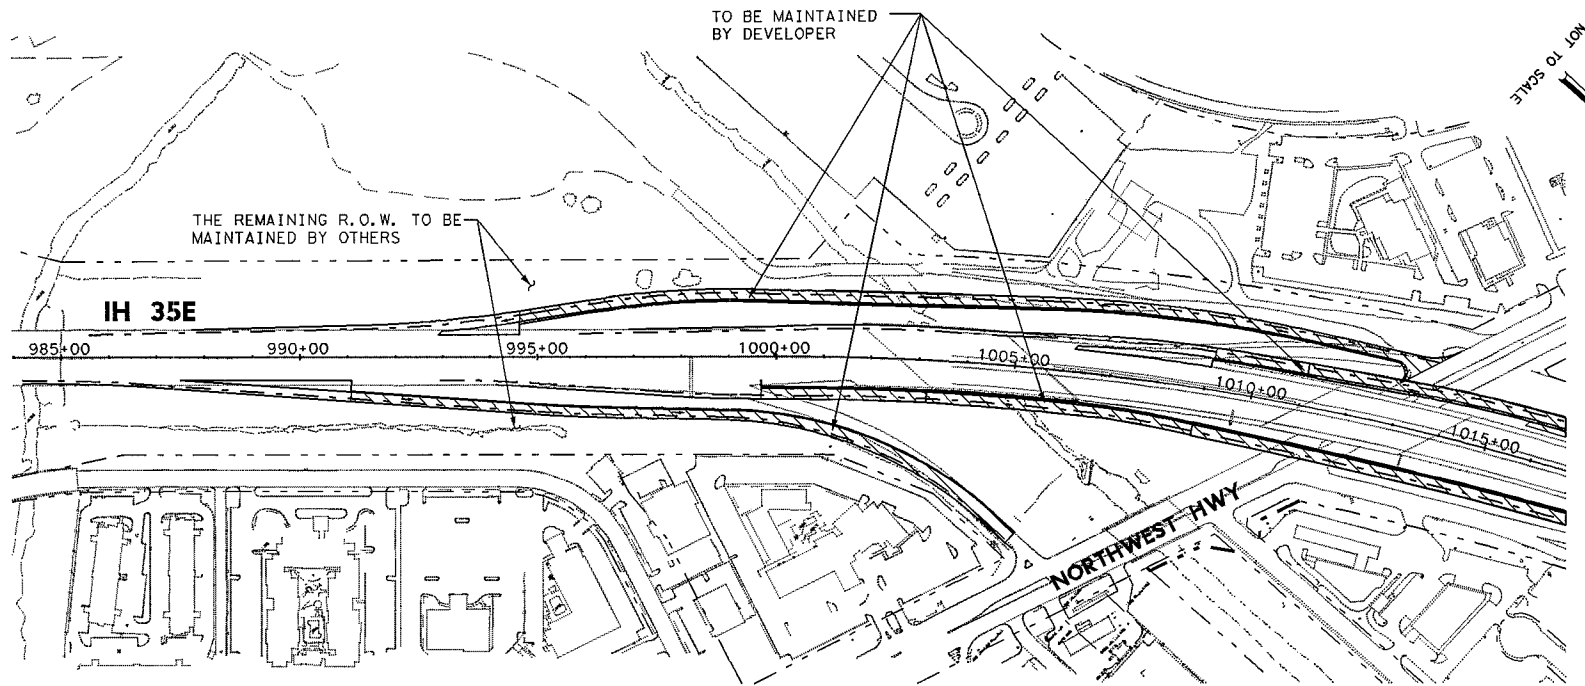 TO BE MAINTAINED
BY DEVELOPER
NOT TO SCALE
THE REMAINING R.O.W. TO BE
MAINTAINED BY OTHERS
IH 35E
985+00
990+00
995+00
1000+00
1005+00
1010+00
1015+00
NORTHWEST HWY